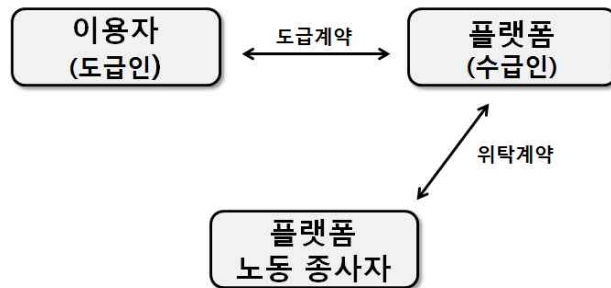 이용자
(도급인)
도급계약
플랫폼
(수급인)
위탁계약
플랫폼
노동 종사자